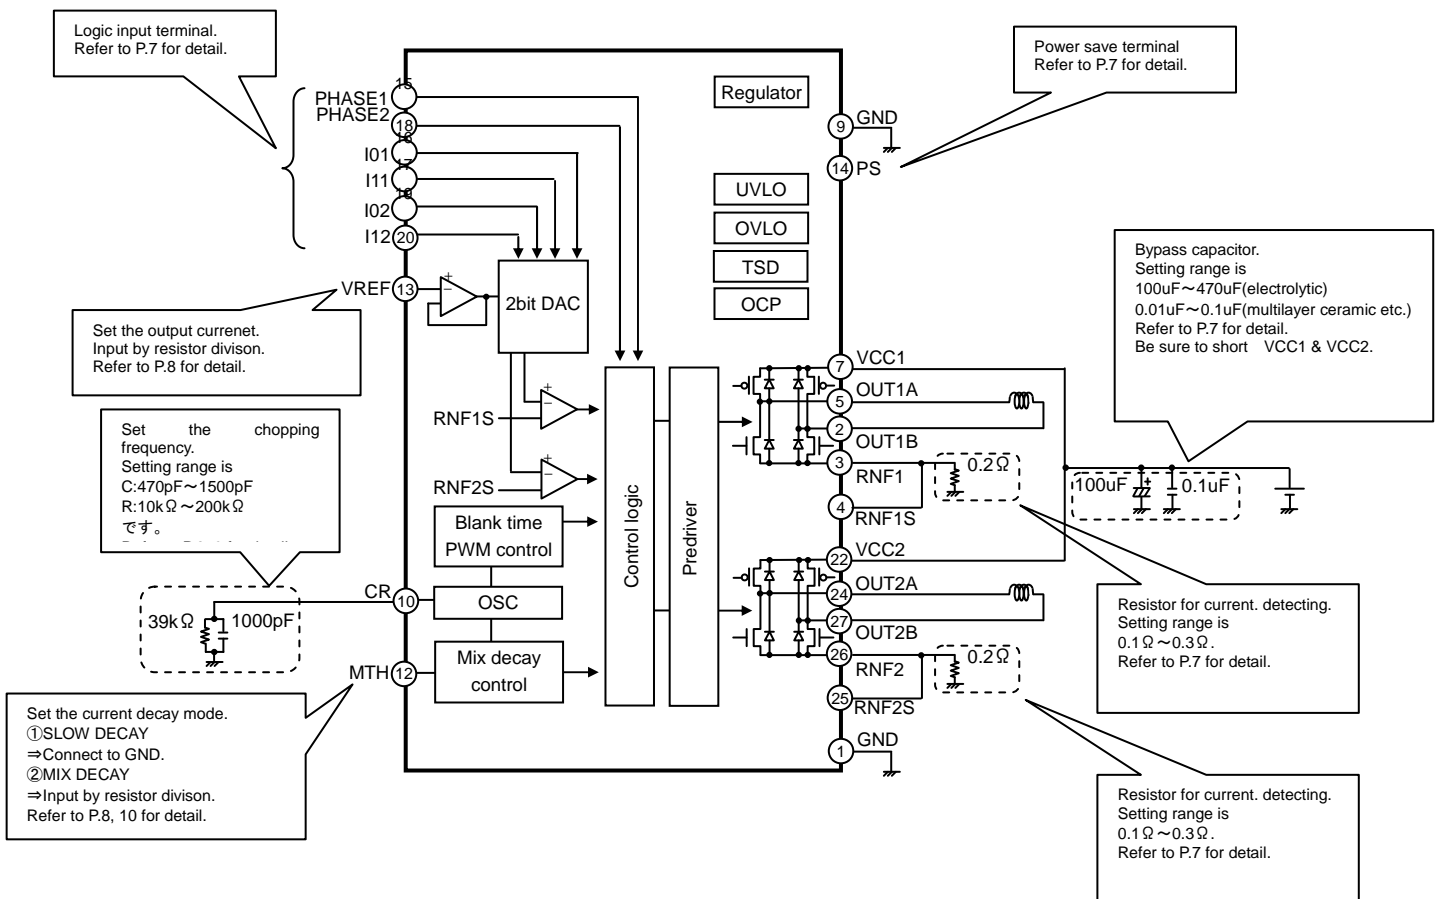 Logic input terminal.
Refer to P.7 for detail.
Power save terminal
Refer to P.7 for detail.
15
PHASE1
PHASE2
18
16
I01
17
I11
19
I02
I12
20
VREF
13
+
−
2bit DAC
Regulator
UVLO
OVLO
TSD
OCP
9
GND
14
PS
Bypass capacitor.
Setting range is
100uF～470uF(electrolytic)
0.01uF～0.1uF(multilayer ceramic etc.)
Refer to P.7 for detail.
Be sure to short VCC1 & VCC2.
Set the output currenet.
Input by resistor divison.
Refer to P.8 for detail.
Set the chopping
frequency.
Setting range is
C:470pF～1500pF
R:10kΩ～200kΩ
です。
RNF1S
+
−
RNF2S
+
−
Blank time
PWM control
OSC
Mix decay
control
Control logic
Predriver
7
VCC1
5
OUT1A
2
OUT1B
3
RNF1
4
RNF1S
0.2Ω
100uF
+
0.1uF
22
VCC2
24
OUT2A
27
OUT2B
26
RNF2
25
RNF2S
0.2Ω
1
GND
CR
10
39kΩ
1000pF
MTH
12
Set the current decay mode.
①SLOW DECAY
⇒Connect to GND.
②MIX DECAY
⇒Input by resistor divison.
Refer to P.8, 10 for detail.
Resistor for current. detecting.
Setting range is
0.1Ω～0.3Ω.
Refer to P.7 for detail.
Resistor for current. detecting.
Setting range is
0.1Ω～0.3Ω.
Refer to P.7 for detail.